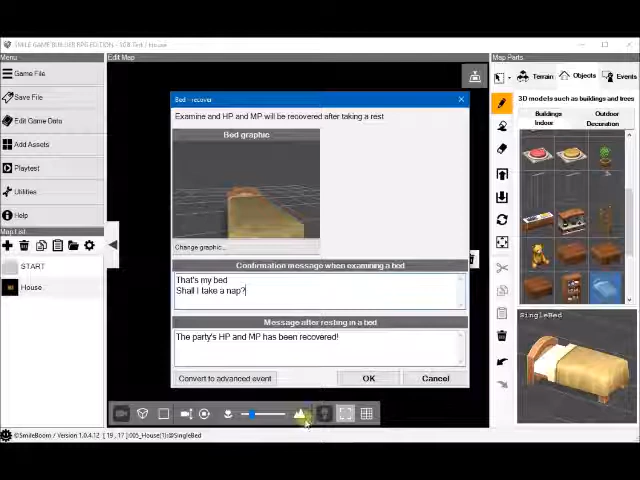 SMILE GAME BUILDER RPG EDITION - SGB Test / House
Menu
Edit Map
Map Parts
Game File
Save File
Edit Game Data
Add Assets
Playtest
Utilities
Help
Map List
START
House
Bed - recover
Examine and HP and MP will be recovered after taking a rest
Bed graphic
Change graphic...
Confirmation message when examining a bed
That's my bed
Shall I take a nap?
Message after resting in a bed
The party's HP and MP has been recovered!
Convert to advanced event
OK
Cancel
Terrain
Objects
Events
3D models such as buildings and trees
Buildings
Outdoor
Indoor
Decoration
SingleBed
©SmileBoom / Version 1.0.4.12 [ 19 , 17 ]:005_House(1):@SingleBed